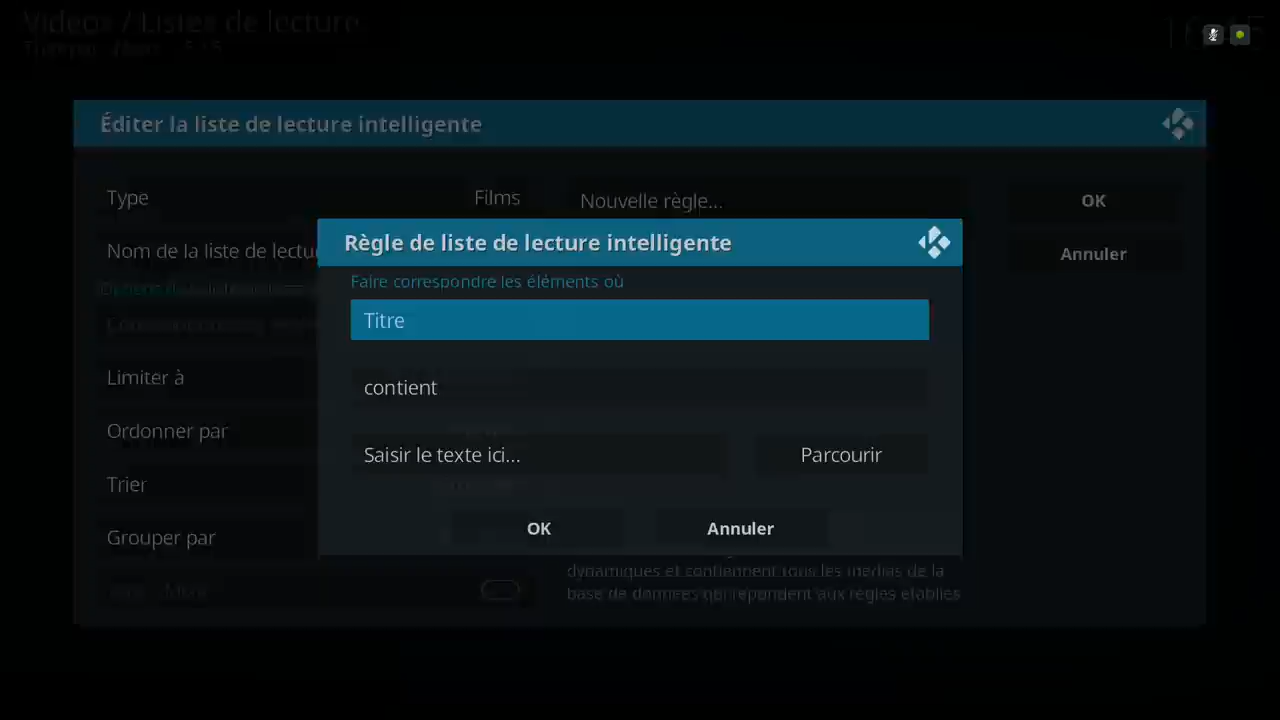 Videos / Listes de lecture
Éditer la liste de lecture intelligente
Type
Films
Nouvelle règle...
OK
Nom de la liste de lectu
Annuler
Limiter à
Ordonner par
Trier
Grouper par
Règle de liste de lecture intelligente
Faire correspondre les éléments où
Titre
contient
Saisir le texte ici...
Parcourir
OK
Annuler
dynamiques et contiennent tous les médias de la
base de données qui répondent aux règles établies